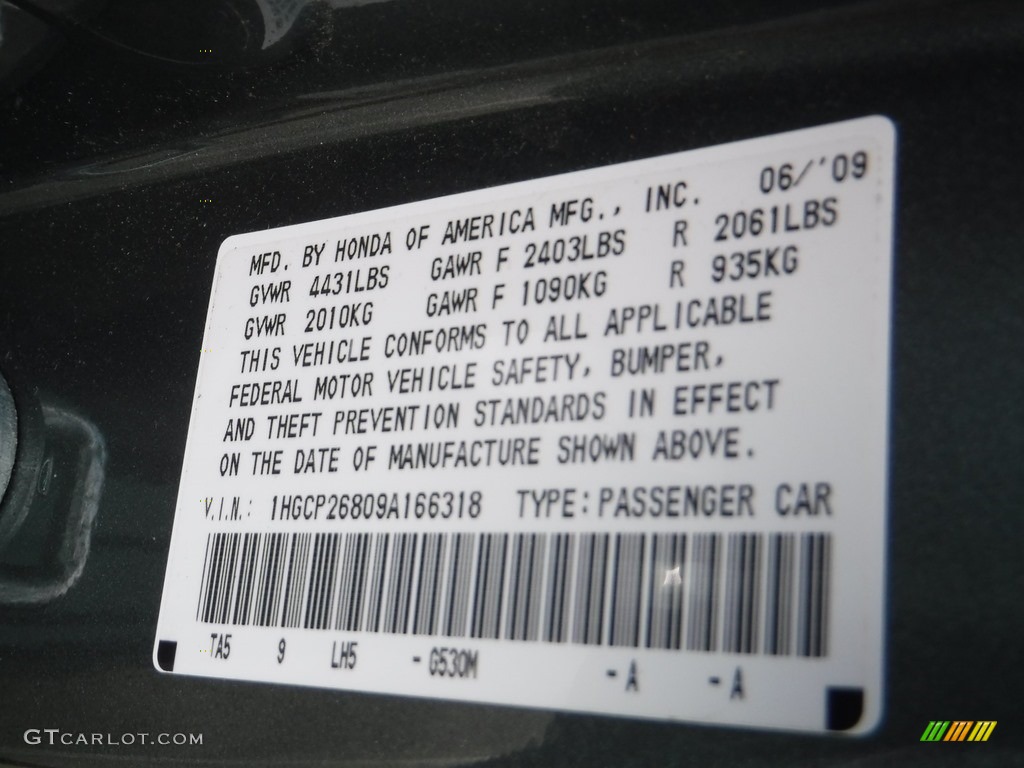 MFD. BY HONDA OF AMERICA MFG., INC. 06/'09
GVWR 4431LBS GAWR F 2403LBS R 2061LBS
GVWR 2010KG GAWR F 1090KG R 935KG
THIS VEHICLE CONFORMS TO ALL APPLICABLE
FEDERAL MOTOR VEHICLE SAFETY, BUMPER,
AND THEFT PREVENTION STANDARDS IN EFFECT
ON THE DATE OF MANUFACTURE SHOWN ABOVE.
V.I.N.: 1HGCP26809A166318 TYPE: PASSENGER CAR
TA5 9 LH5 -G530M -A -A
GTCARLOT.COM